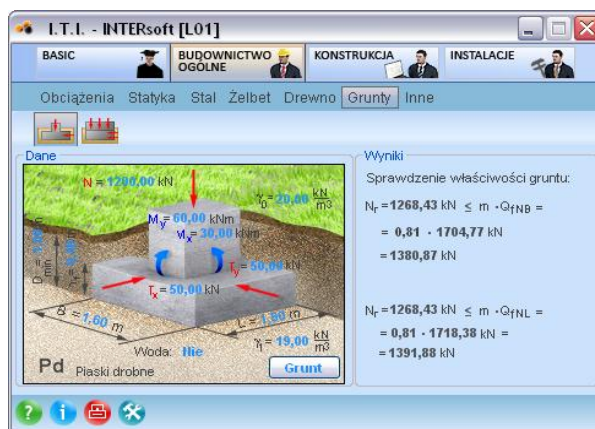 I.T.I. - INTERsoft [L01]
BASIC
BUDOWNICTWO
OGÓLNE
KONSTRUKCJA
INSTALACJE
Obciążenia Statyka Stal Żelbet Drewno Grunty Inne
Dane
N = 1200,00 kN
γ0 = 20,00 kN/m3
My = 60,00 kNm
Mx = 30,00 kNm
Ty = 50,00 kN
Tx = 50,00 kN
Dmin
B = 1,60 m
L = 1,60 m
Woda: Nie
γ1 = 19,00 kN/m3
Pd Piaski drobne
Grunt
Wyniki
Sprawdzenie właściwości gruntu:
Nr = 1268,43 kN ≤ m · QfNB =
= 0,81 · 1704,77 kN =
= 1380,87 kN
Nr = 1268,43 kN ≤ m · QfNL =
= 0,81 · 1718,38 kN =
= 1391,88 kN